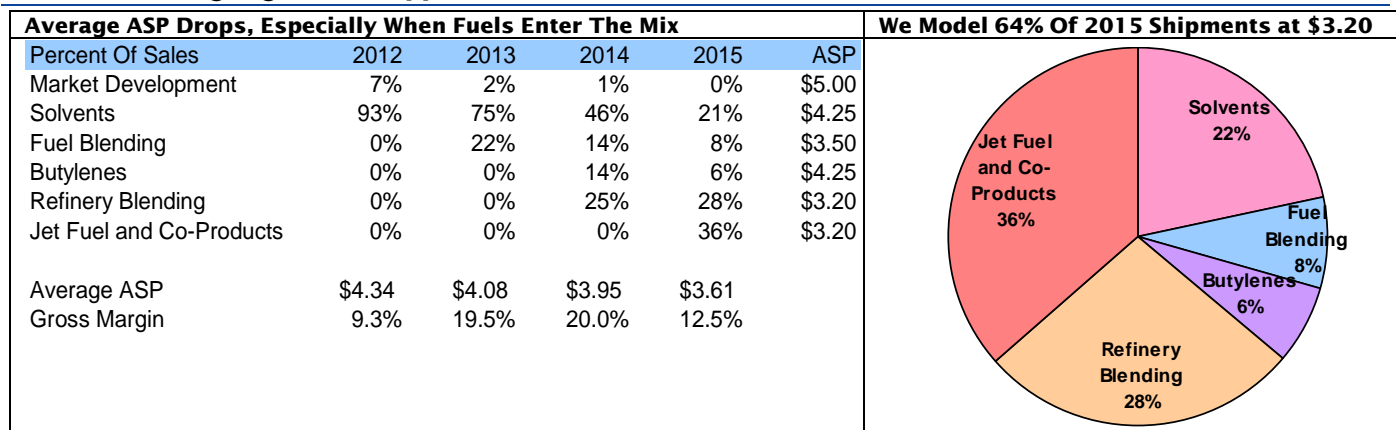 Average ASP Drops, Especially When Fuels Enter The Mix
Percent Of Sales 2012 2013 2014 2015 ASP
Market Development 7% 2% 1% 0% $5.00
Solvents 93% 75% 46% 21% $4.25
Fuel Blending 0% 22% 14% 8% $3.50
Butylenes 0% 0% 14% 6% $4.25
Refinery Blending 0% 0% 25% 28% $3.20
Jet Fuel and Co-Products 0% 0% 0% 36% $3.20
Average ASP $4.34 $4.08 $3.95 $3.61
Gross Margin 9.3% 19.5% 20.0% 12.5%
We Model 64% Of 2015 Shipments at $3.20
Solvents
22%
Fuel
Blending
8%
Butylenes
6%
Refinery
Blending
28%
Jet Fuel
and Co-
Products
36%